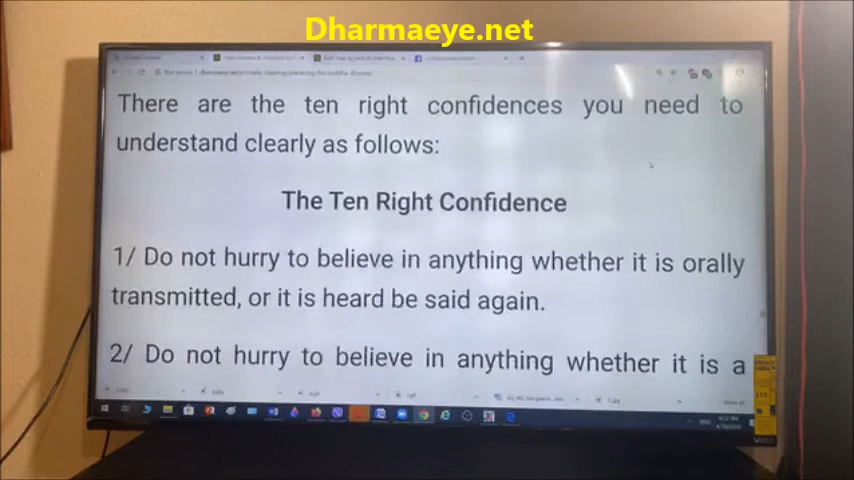 Dharmaeye.net
There are the ten right confidences you need to
understand clearly as follows:
The Ten Right Confidence
1/ Do not hurry to believe in anything whether it is orally
transmitted, or it is heard be said again.
2/ Do not hurry to believe in anything whether it is a